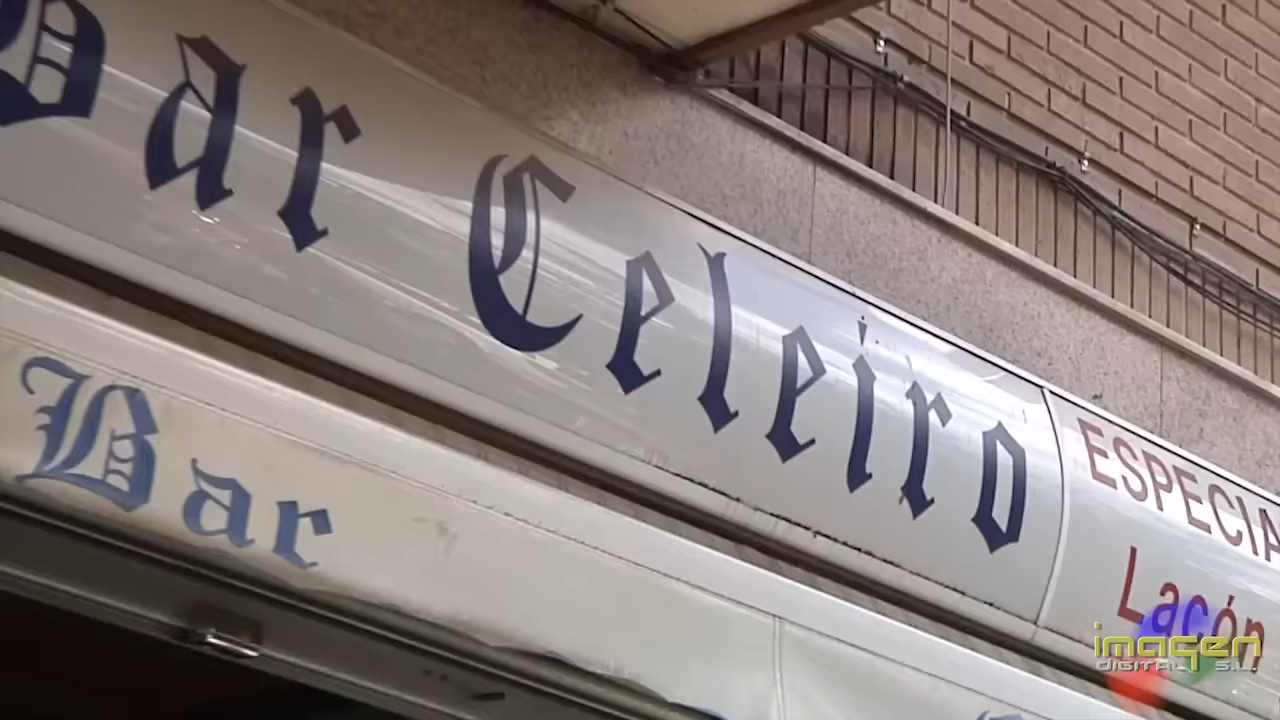 Bar Celeiro
ESPECIA
Lacón
Bar
imagen
DIGITAL S.L.